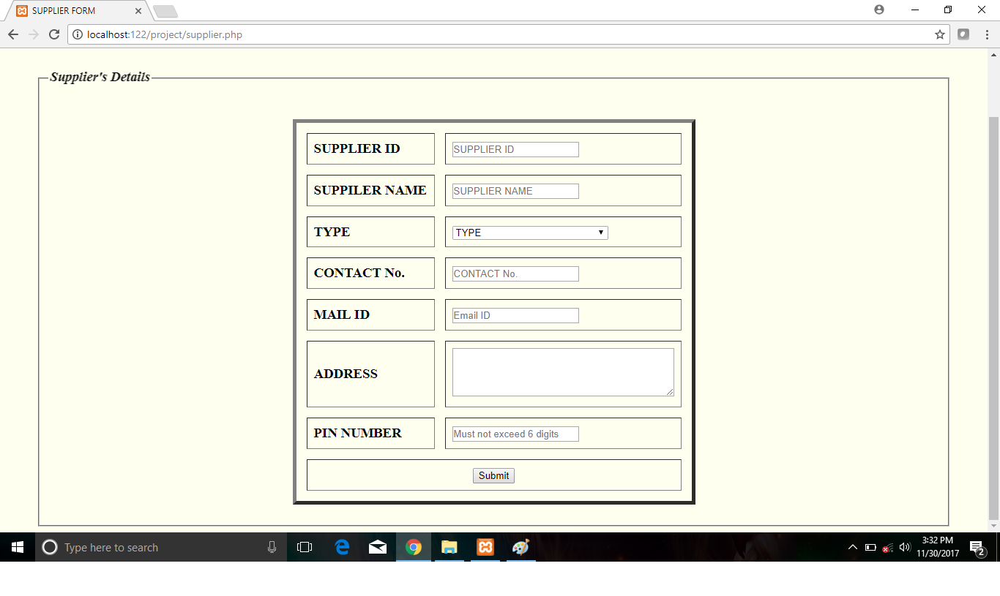 SUPPLIER FORM
localhost:122/project/supplier.php
Supplier's Details
SUPPLIER ID SUPPLIER ID
SUPPILER NAME SUPPLIER NAME
TYPE TYPE
CONTACT No. CONTACT No.
MAIL ID Email ID
ADDRESS
PIN NUMBER Must not exceed 6 digits
Submit
Type here to search
3:32 PM
11/30/2017
2